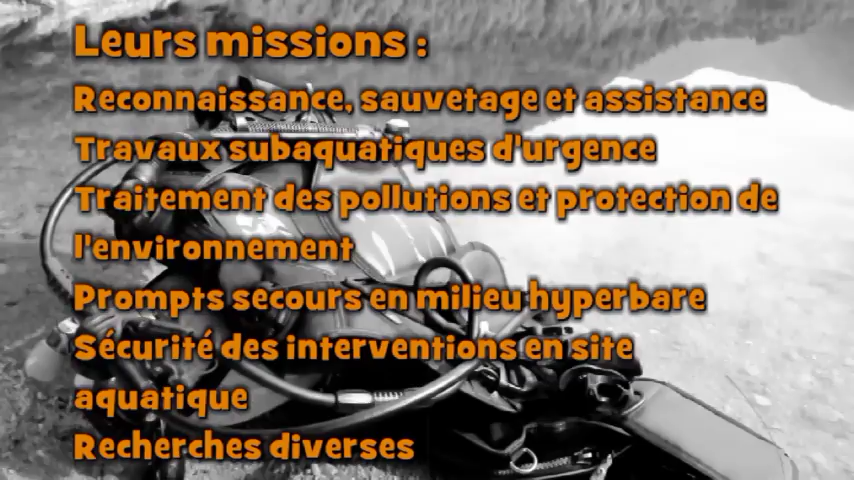 Leurs missions :
Reconnaissance, sauvetage et assistance
Travaux subaquatiques d'urgence
Traitement des pollutions et protection de
l'environnement
Prompts secours en milieu hyperbare
Sécurité des interventions en site
aquatique
Recherches diverses